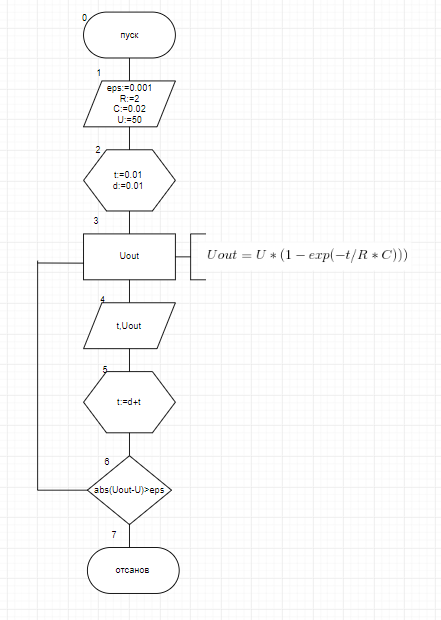 0
пуск
1
eps:=0.001
R:=2
C:=0.02
U:=50
2
t:=0.01
d:=0.01
3
Uout
Uout = U * (1 − exp(−t/R * C)))
4
t,Uout
5
t:=d+t
6
abs(Uout-U)>eps
7
отсанов